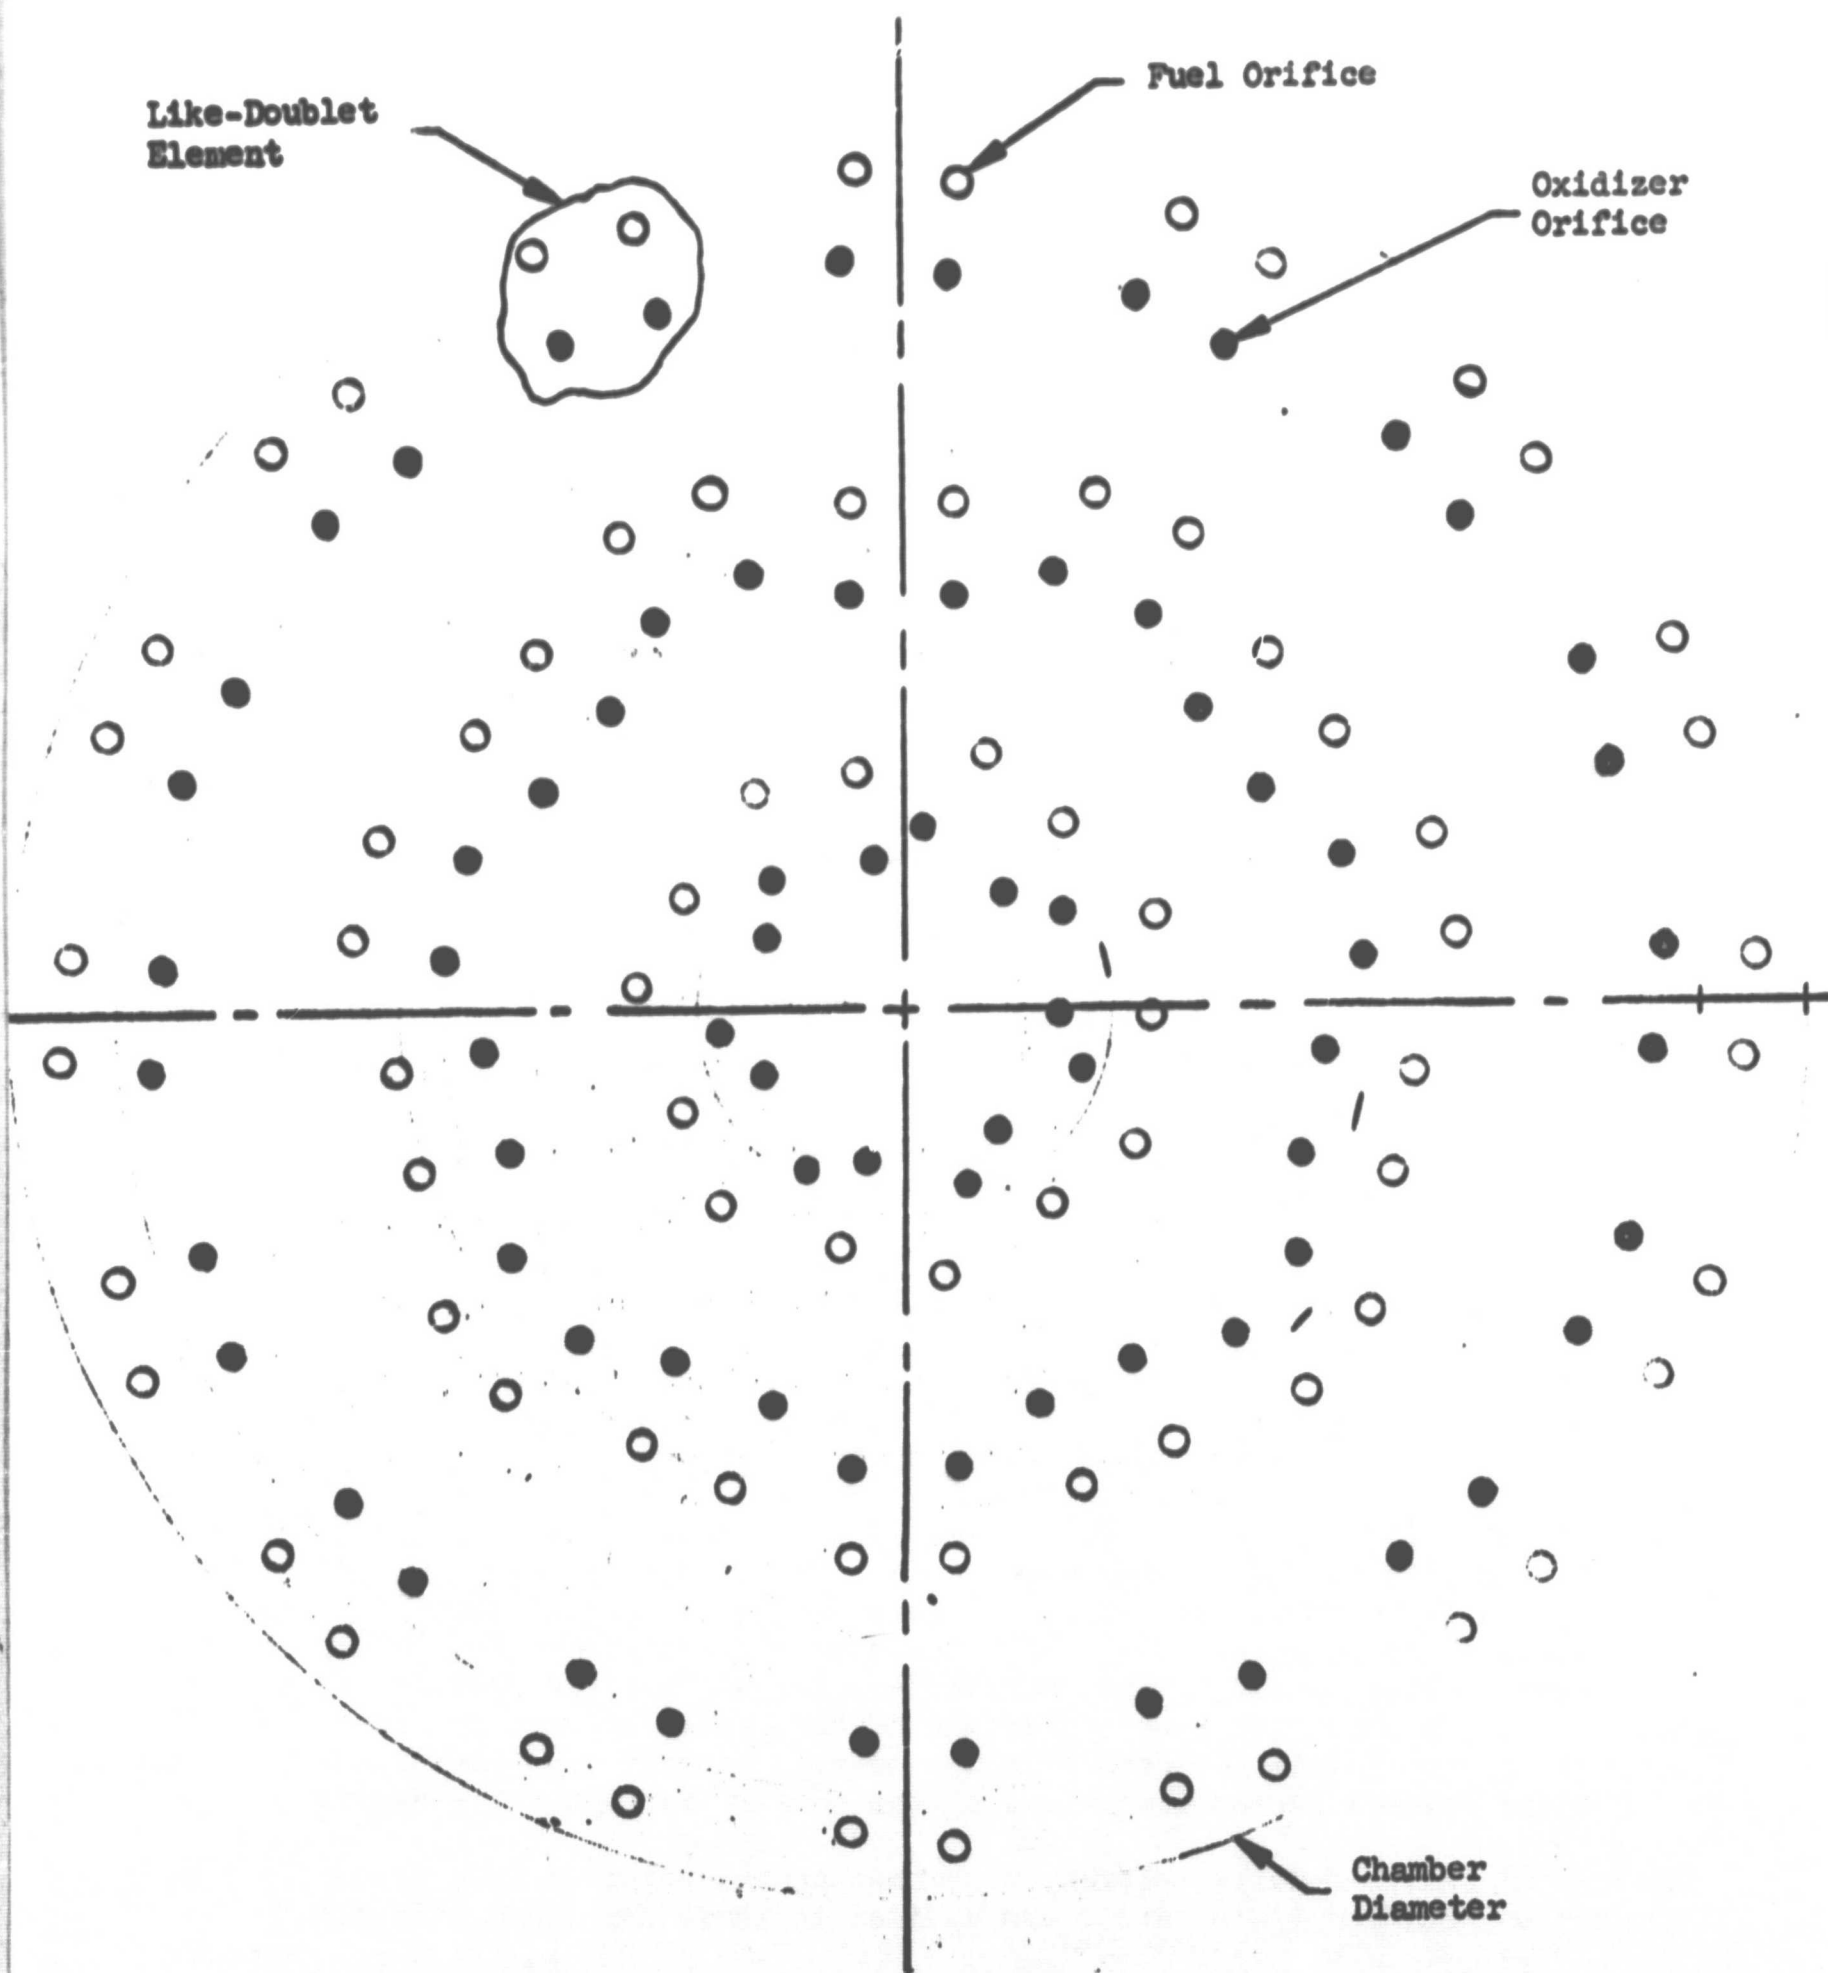 Fuel Orifice
Like-Doublet
Element
Oxidizer
Orifice
Chamber
Diameter